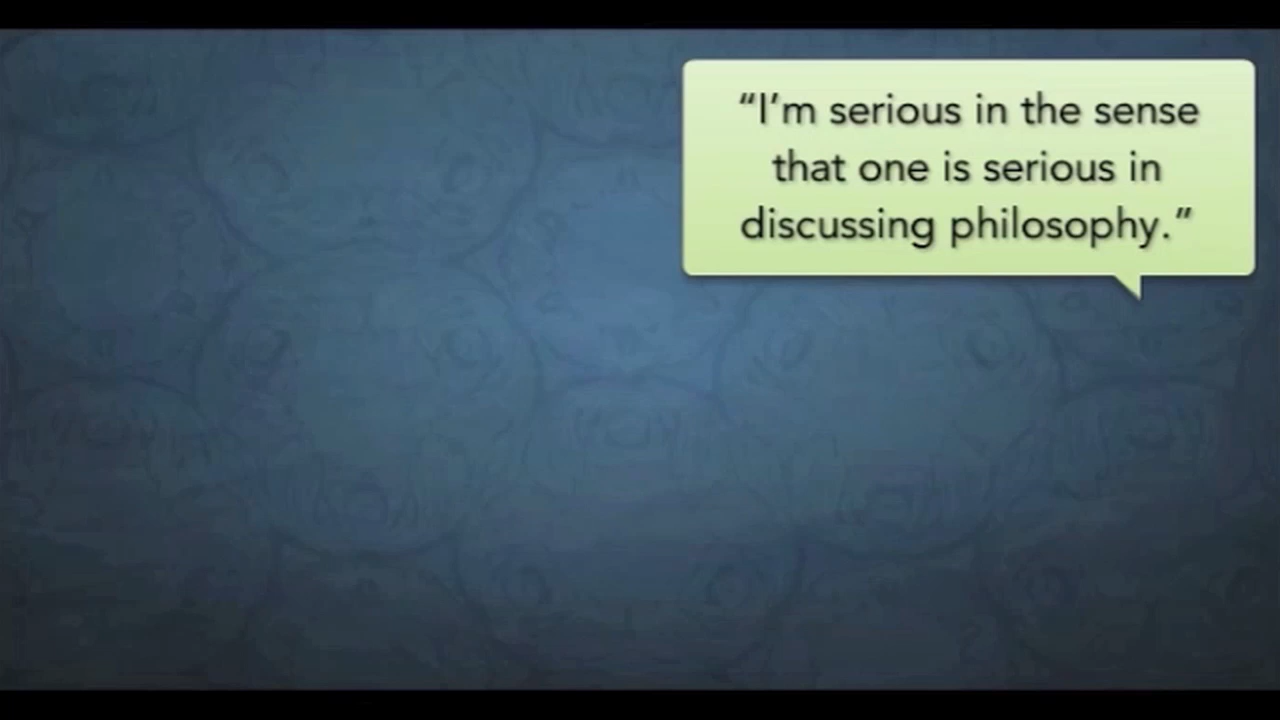 “I’m serious in the sense
that one is serious in
discussing philosophy.”